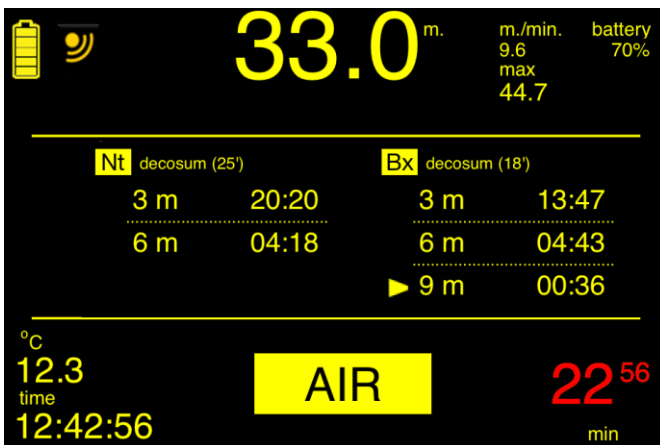 33.0 m.
m./min. battery
9.6 70%
max
44.7
Nt decosum (25')
3 m 20:20
6 m 04:18
Bx decosum (18')
3 m 13:47
6 m 04:43
9 m 00:36
°C
12.3
time
12:42:56
AIR
22 56
min